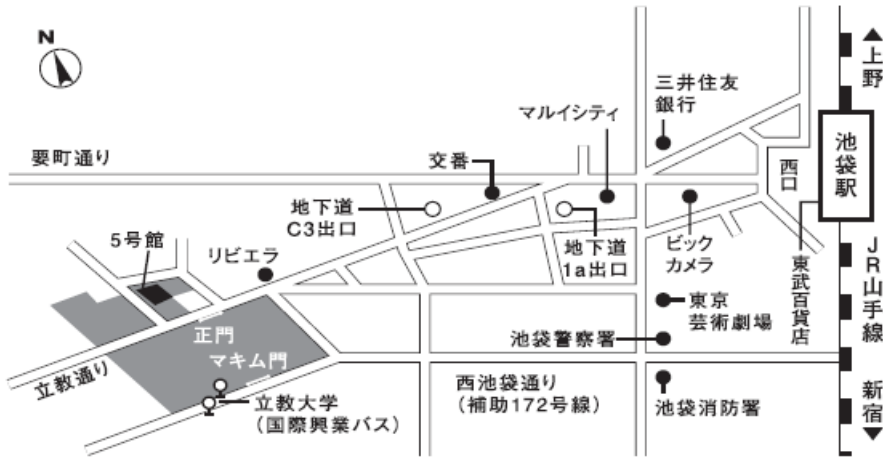 N
要町通り
5号館
リビエラ
地下道
C3出口
交番
マルイシティ
三井住友
銀行
地下道
1a出口
ビック
カメラ
西口
池袋駅
▲上野
東武百貨店
JR山手線
新宿▼
東京
芸術劇場
池袋警察署
池袋消防署
正門
マキム門
立教通り
立教大学
（国際興業バス）
西池袋通り
（補助172号線）